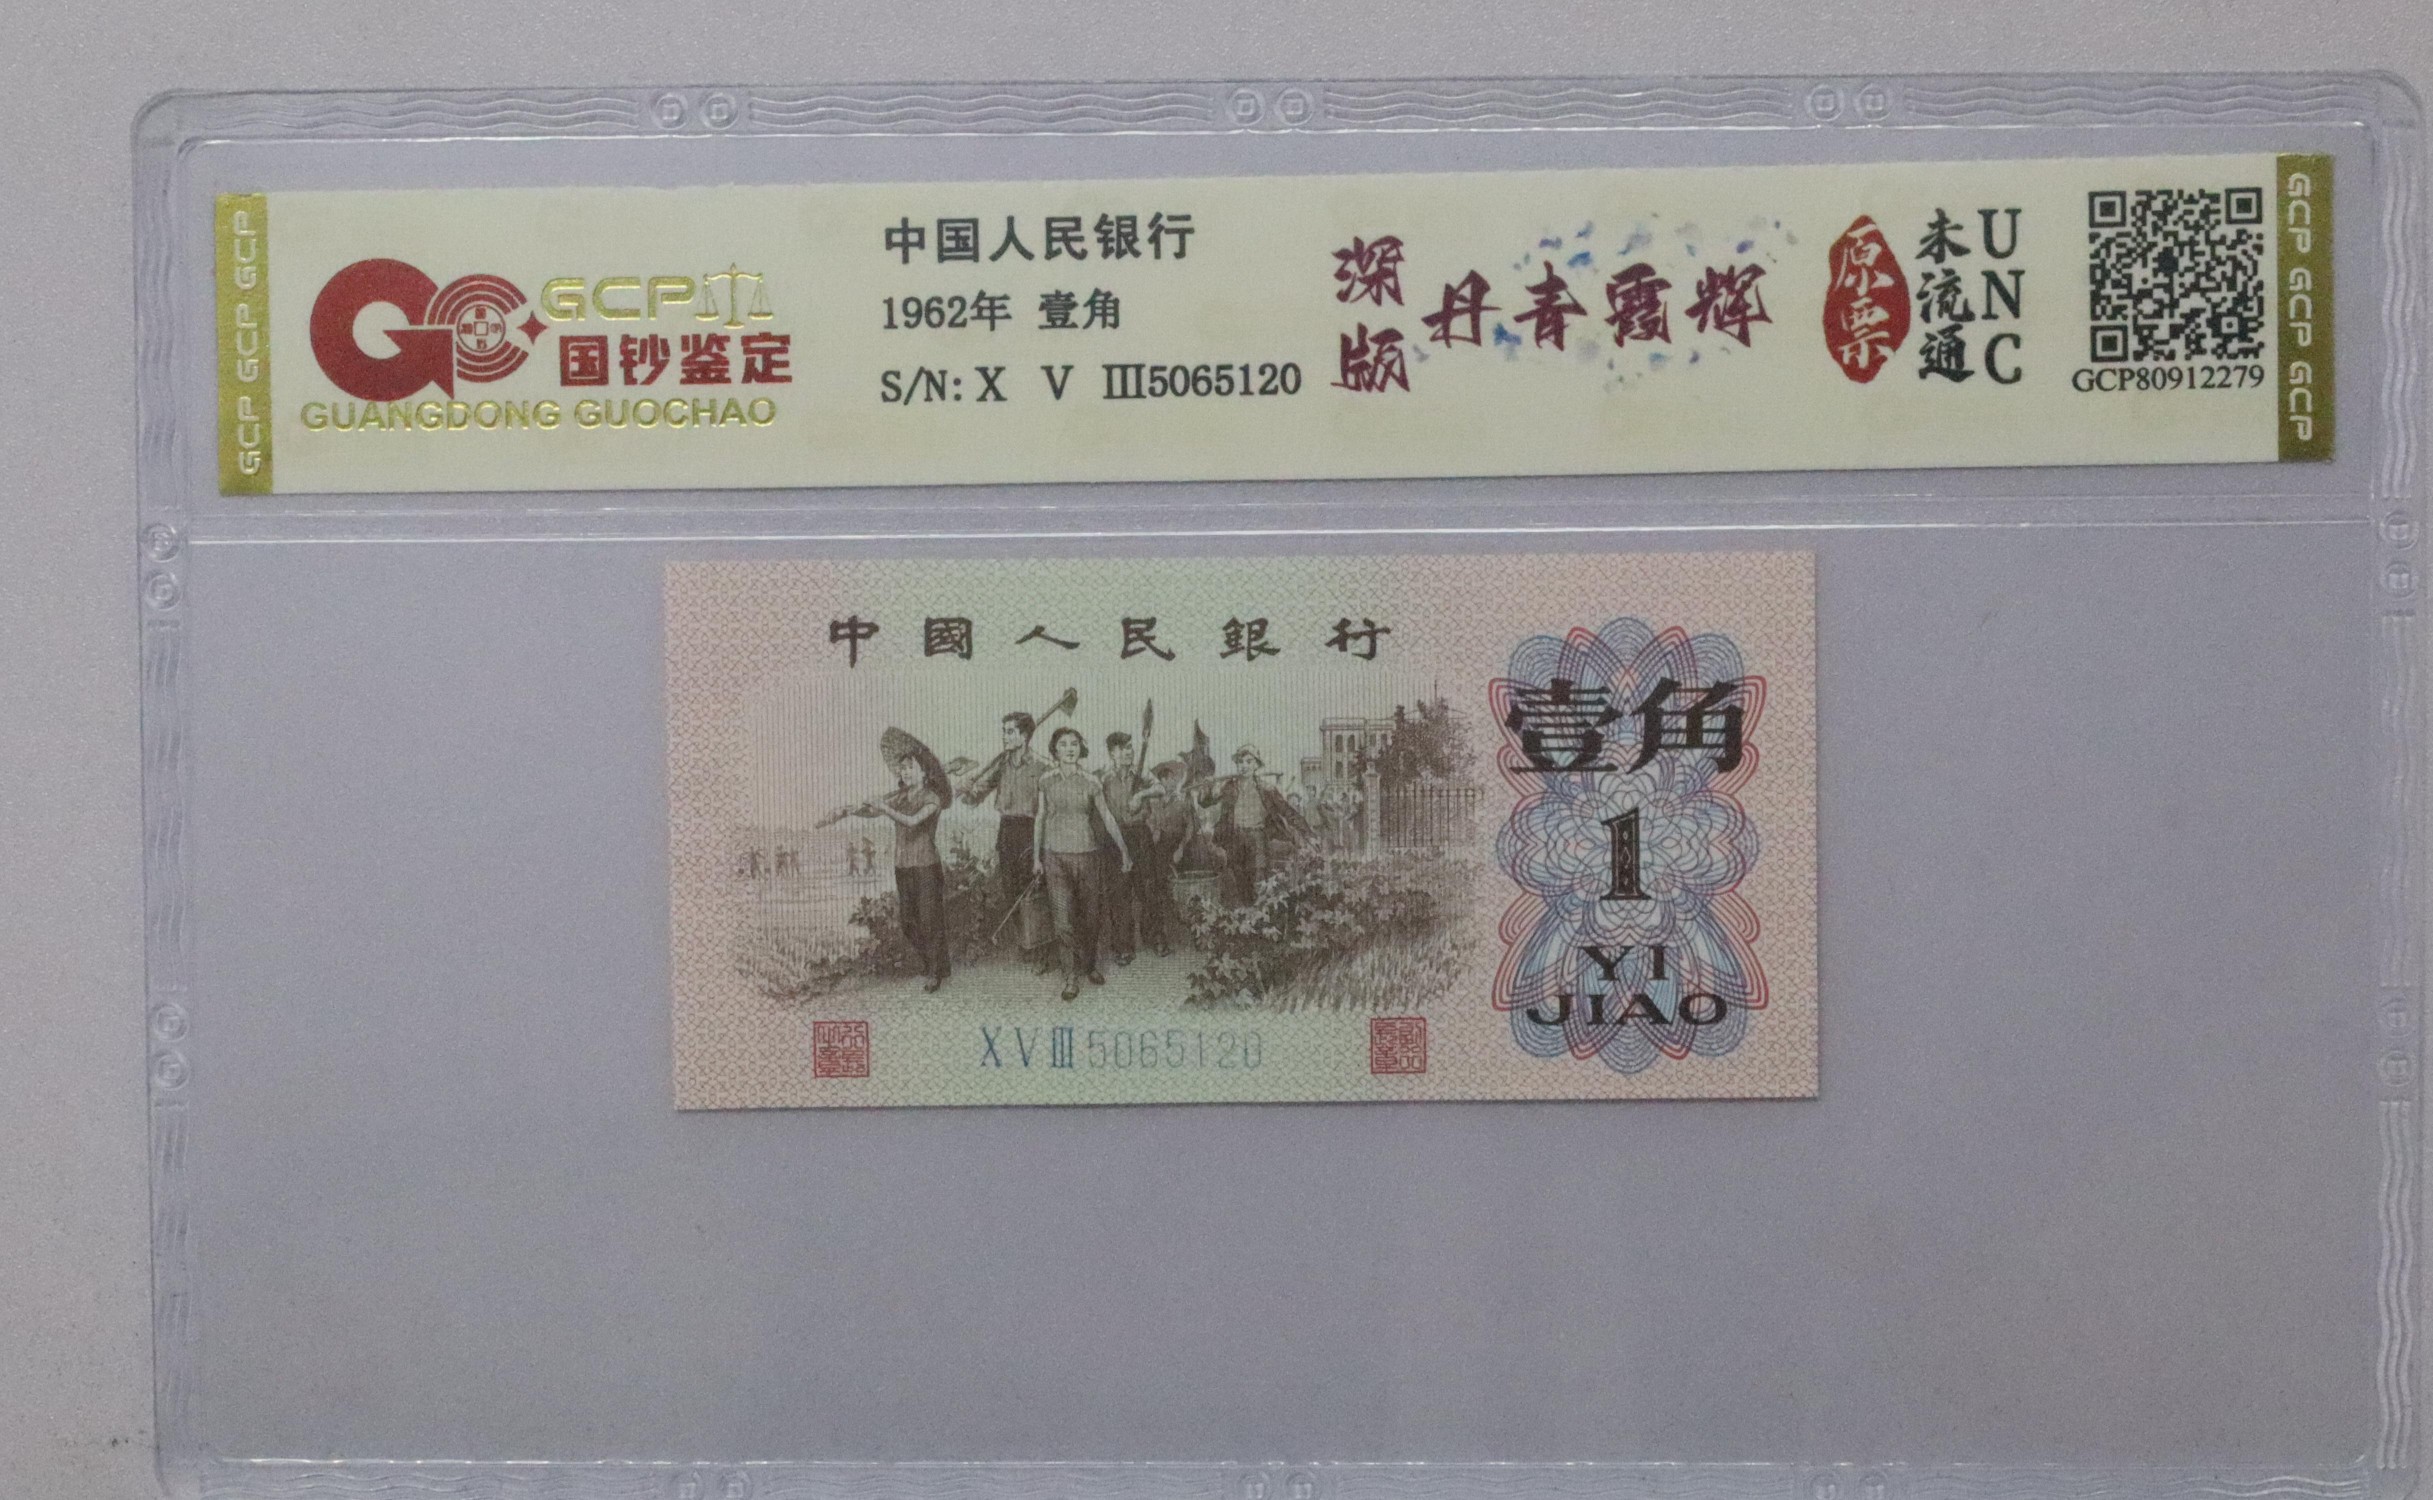 GCP GCP GCP
GCP
国钞鉴定
GUANGDONG GUOCHAO
中国人民银行
1962年 壹角
S/N: X V Ⅲ5065120
深版
丹青霞辉
原票
未流通
UNC
GCP80912279
GCP GCP GCP
中國人民銀行
壹角
1
YI
JIAO
X V Ⅲ 5065120